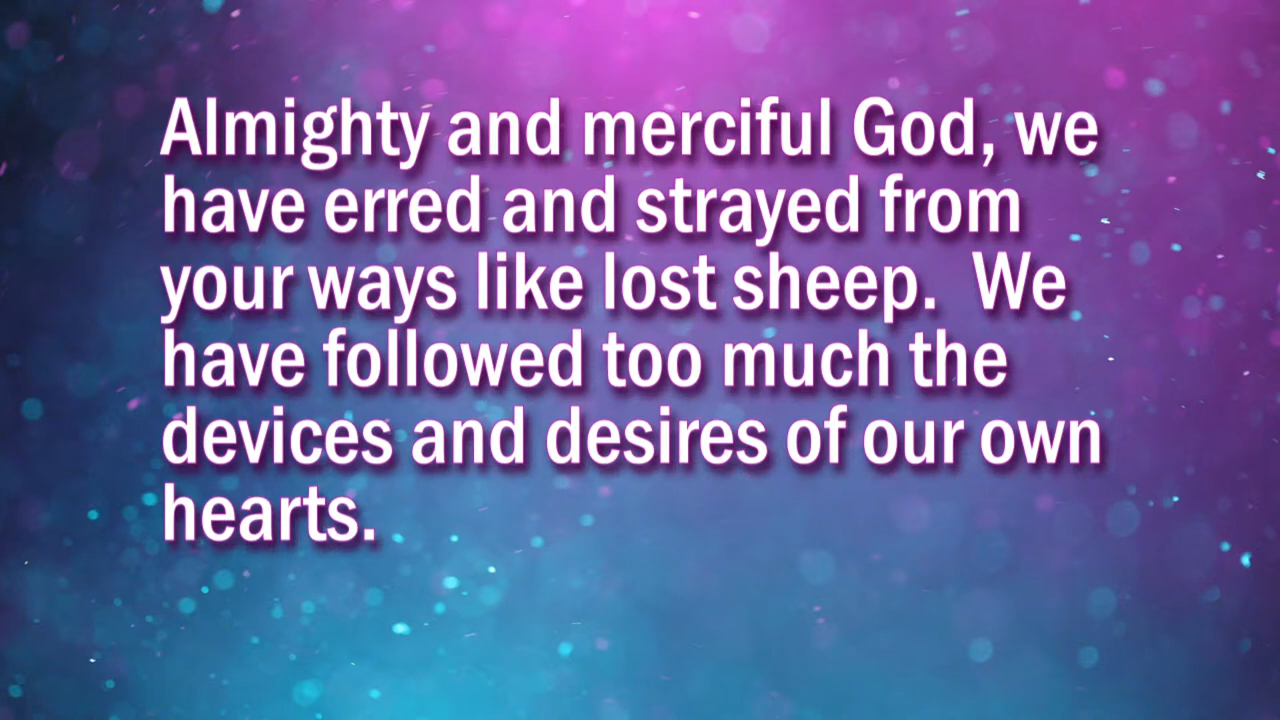 Almighty and merciful God, we
have erred and strayed from
your ways like lost sheep.  We
have followed too much the
devices and desires of our own
hearts.